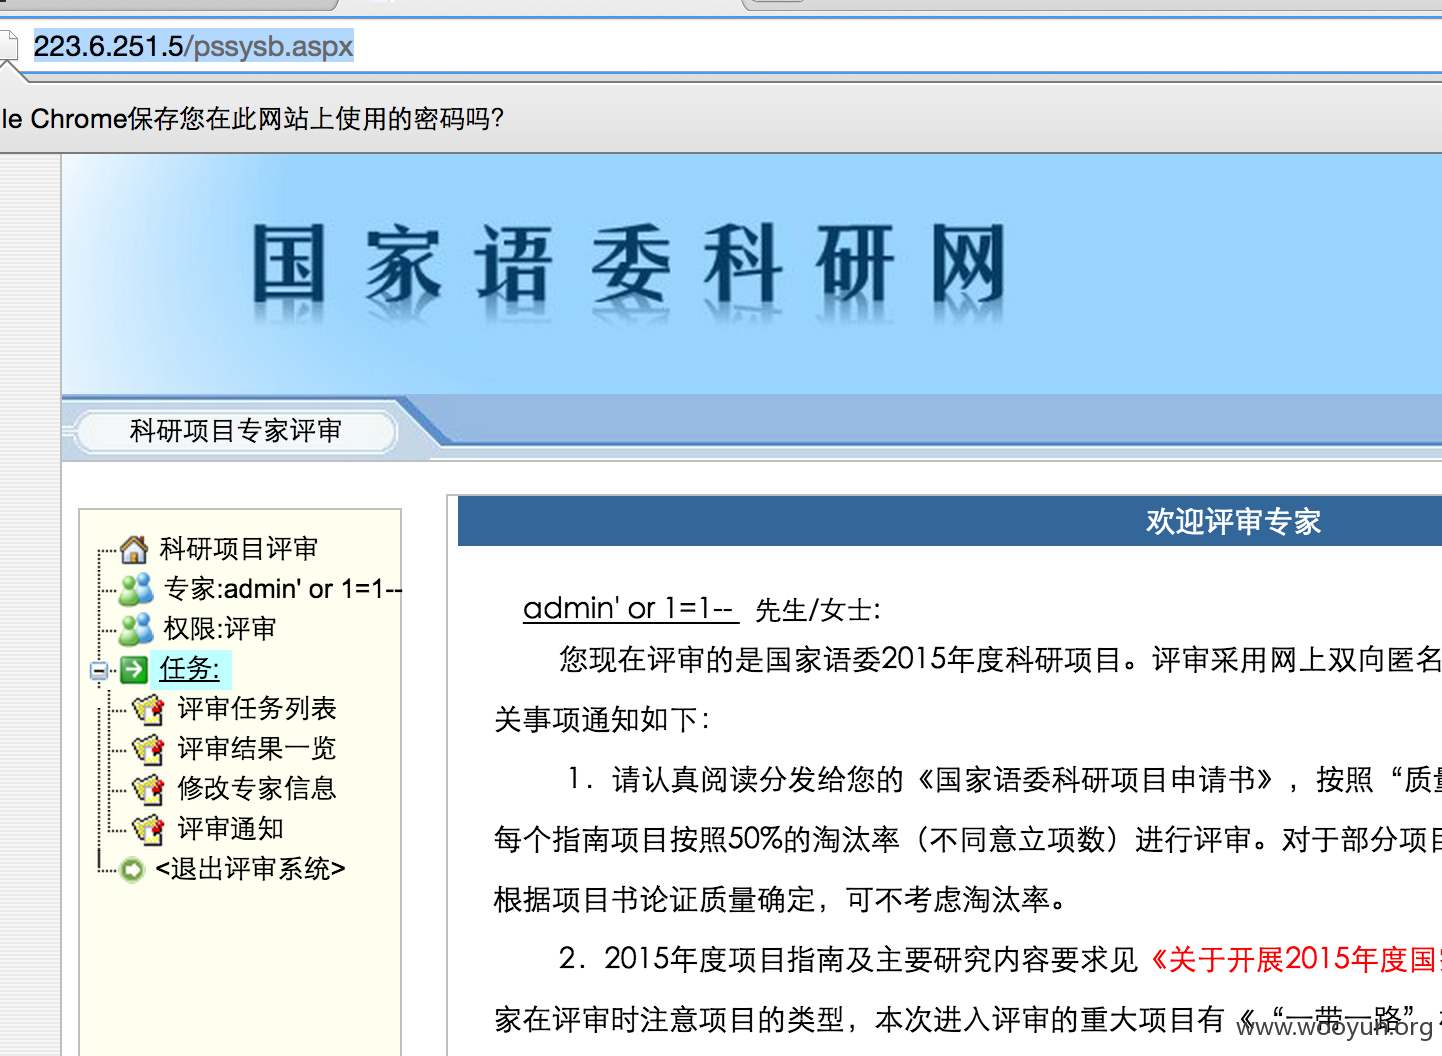 223.6.251.5/pssysb.aspx
le Chrome保存您在此网站上使用的密码吗？
国家语委科研网
科研项目专家评审
科研项目评审
专家:admin' or 1=1--
权限:评审
任务:
评审任务列表
评审结果一览
修改专家信息
评审通知
<退出评审系统>
欢迎评审专家
admin' or 1=1-- 先生/女士:
您现在评审的是国家语委2015年度科研项目。评审采用网上双向匿名
关事项通知如下：
1. 请认真阅读分发给您的《国家语委科研项目申请书》，按照“质量
每个指南项目按照50%的淘汰率（不同意立项数）进行评审。对于部分项目
根据项目书论证质量确定，可不考虑淘汰率。
2. 2015年度项目指南及主要研究内容要求见《关于开展2015年度国
家在评审时注意项目的类型，本次进入评审的重大项目有《“一带一路”
www.wooyun.org